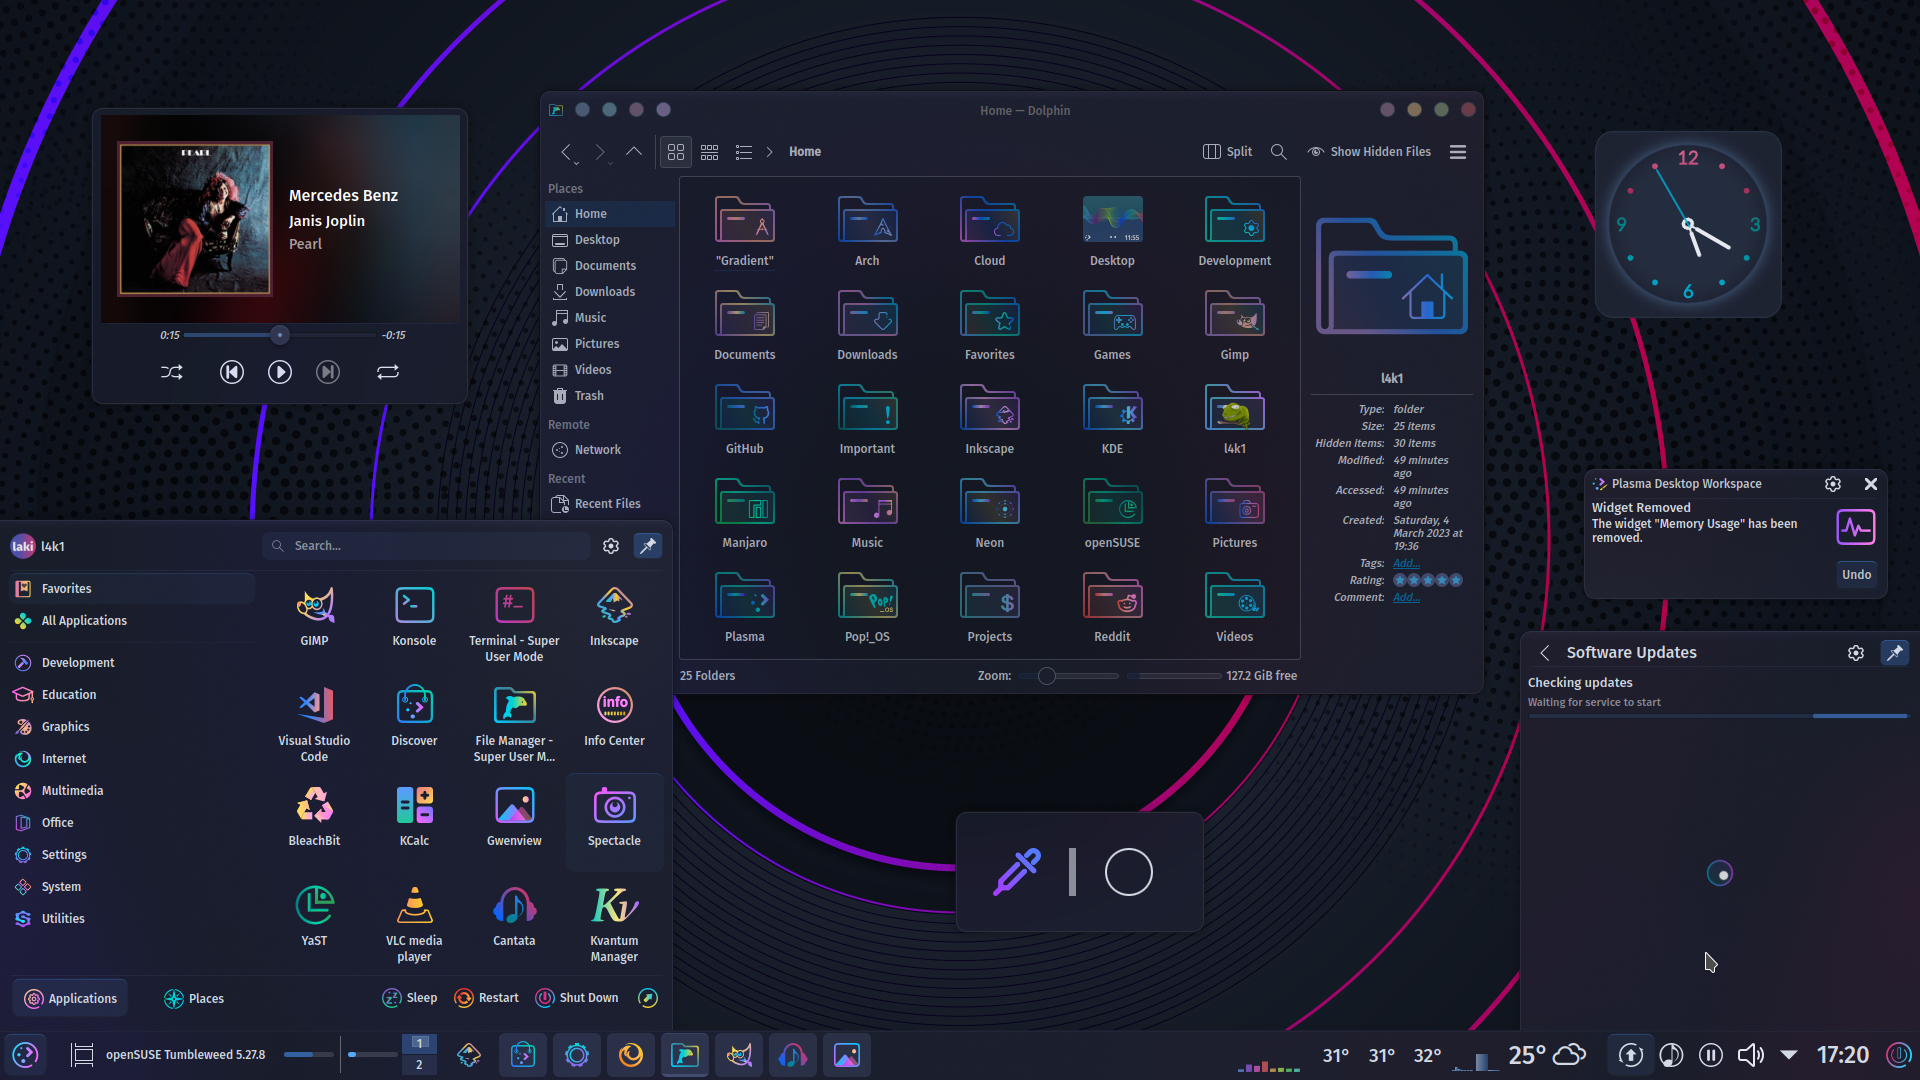 PEARL
Mercedes Benz
Janis Joplin
Pearl
0:15
-0:15
Home — Dolphin
Home
Split
Show Hidden Files
Places
Home
Desktop
Documents
Downloads
Music
Pictures
Videos
Trash
Remote
Network
Recent
Recent Files
11:55
"Gradient"
Arch
Cloud
Desktop
Development
Documents
Downloads
Favorites
Games
Gimp
GitHub
Important
Inkscape
KDE
l4k1
Manjaro
Music
Neon
openSUSE
Pictures
Pop!_OS
Plasma
Pop!_OS
Projects
Reddit
Videos
25 Folders
Zoom:
127.2 GiB free
l4k1
Type: folder
Size: 25 items
Hidden items: 30 items
Modified: 49 minutes
ago
Accessed: 49 minutes
ago
Created: Saturday, 4
March 2023 at
19:36
Tags: Add...
Rating:
Comment: Add...
12
9
3
6
Plasma Desktop Workspace
Widget Removed
The widget "Memory Usage" has been
removed.
Undo
Software Updates
Checking updates
Waiting for service to start
laki
l4k1
Search...
Favorites
All Applications
Development
Education
Graphics
Internet
Multimedia
Office
Settings
System
Utilities
GIMP
Konsole
#_
Terminal - Super
User Mode
Inkscape
Visual Studio
Code
Discover
File Manager -
Super User M...
info
Info Center
BleachBit
KCalc
Gwenview
Spectacle
YaST
VLC media
player
Cantata
Kv
Kvantum
Manager
Applications
Places
Sleep
Restart
Shut Down
openSUSE Tumbleweed 5.27.8
1
2
31°
31°
32°
25°
17:20